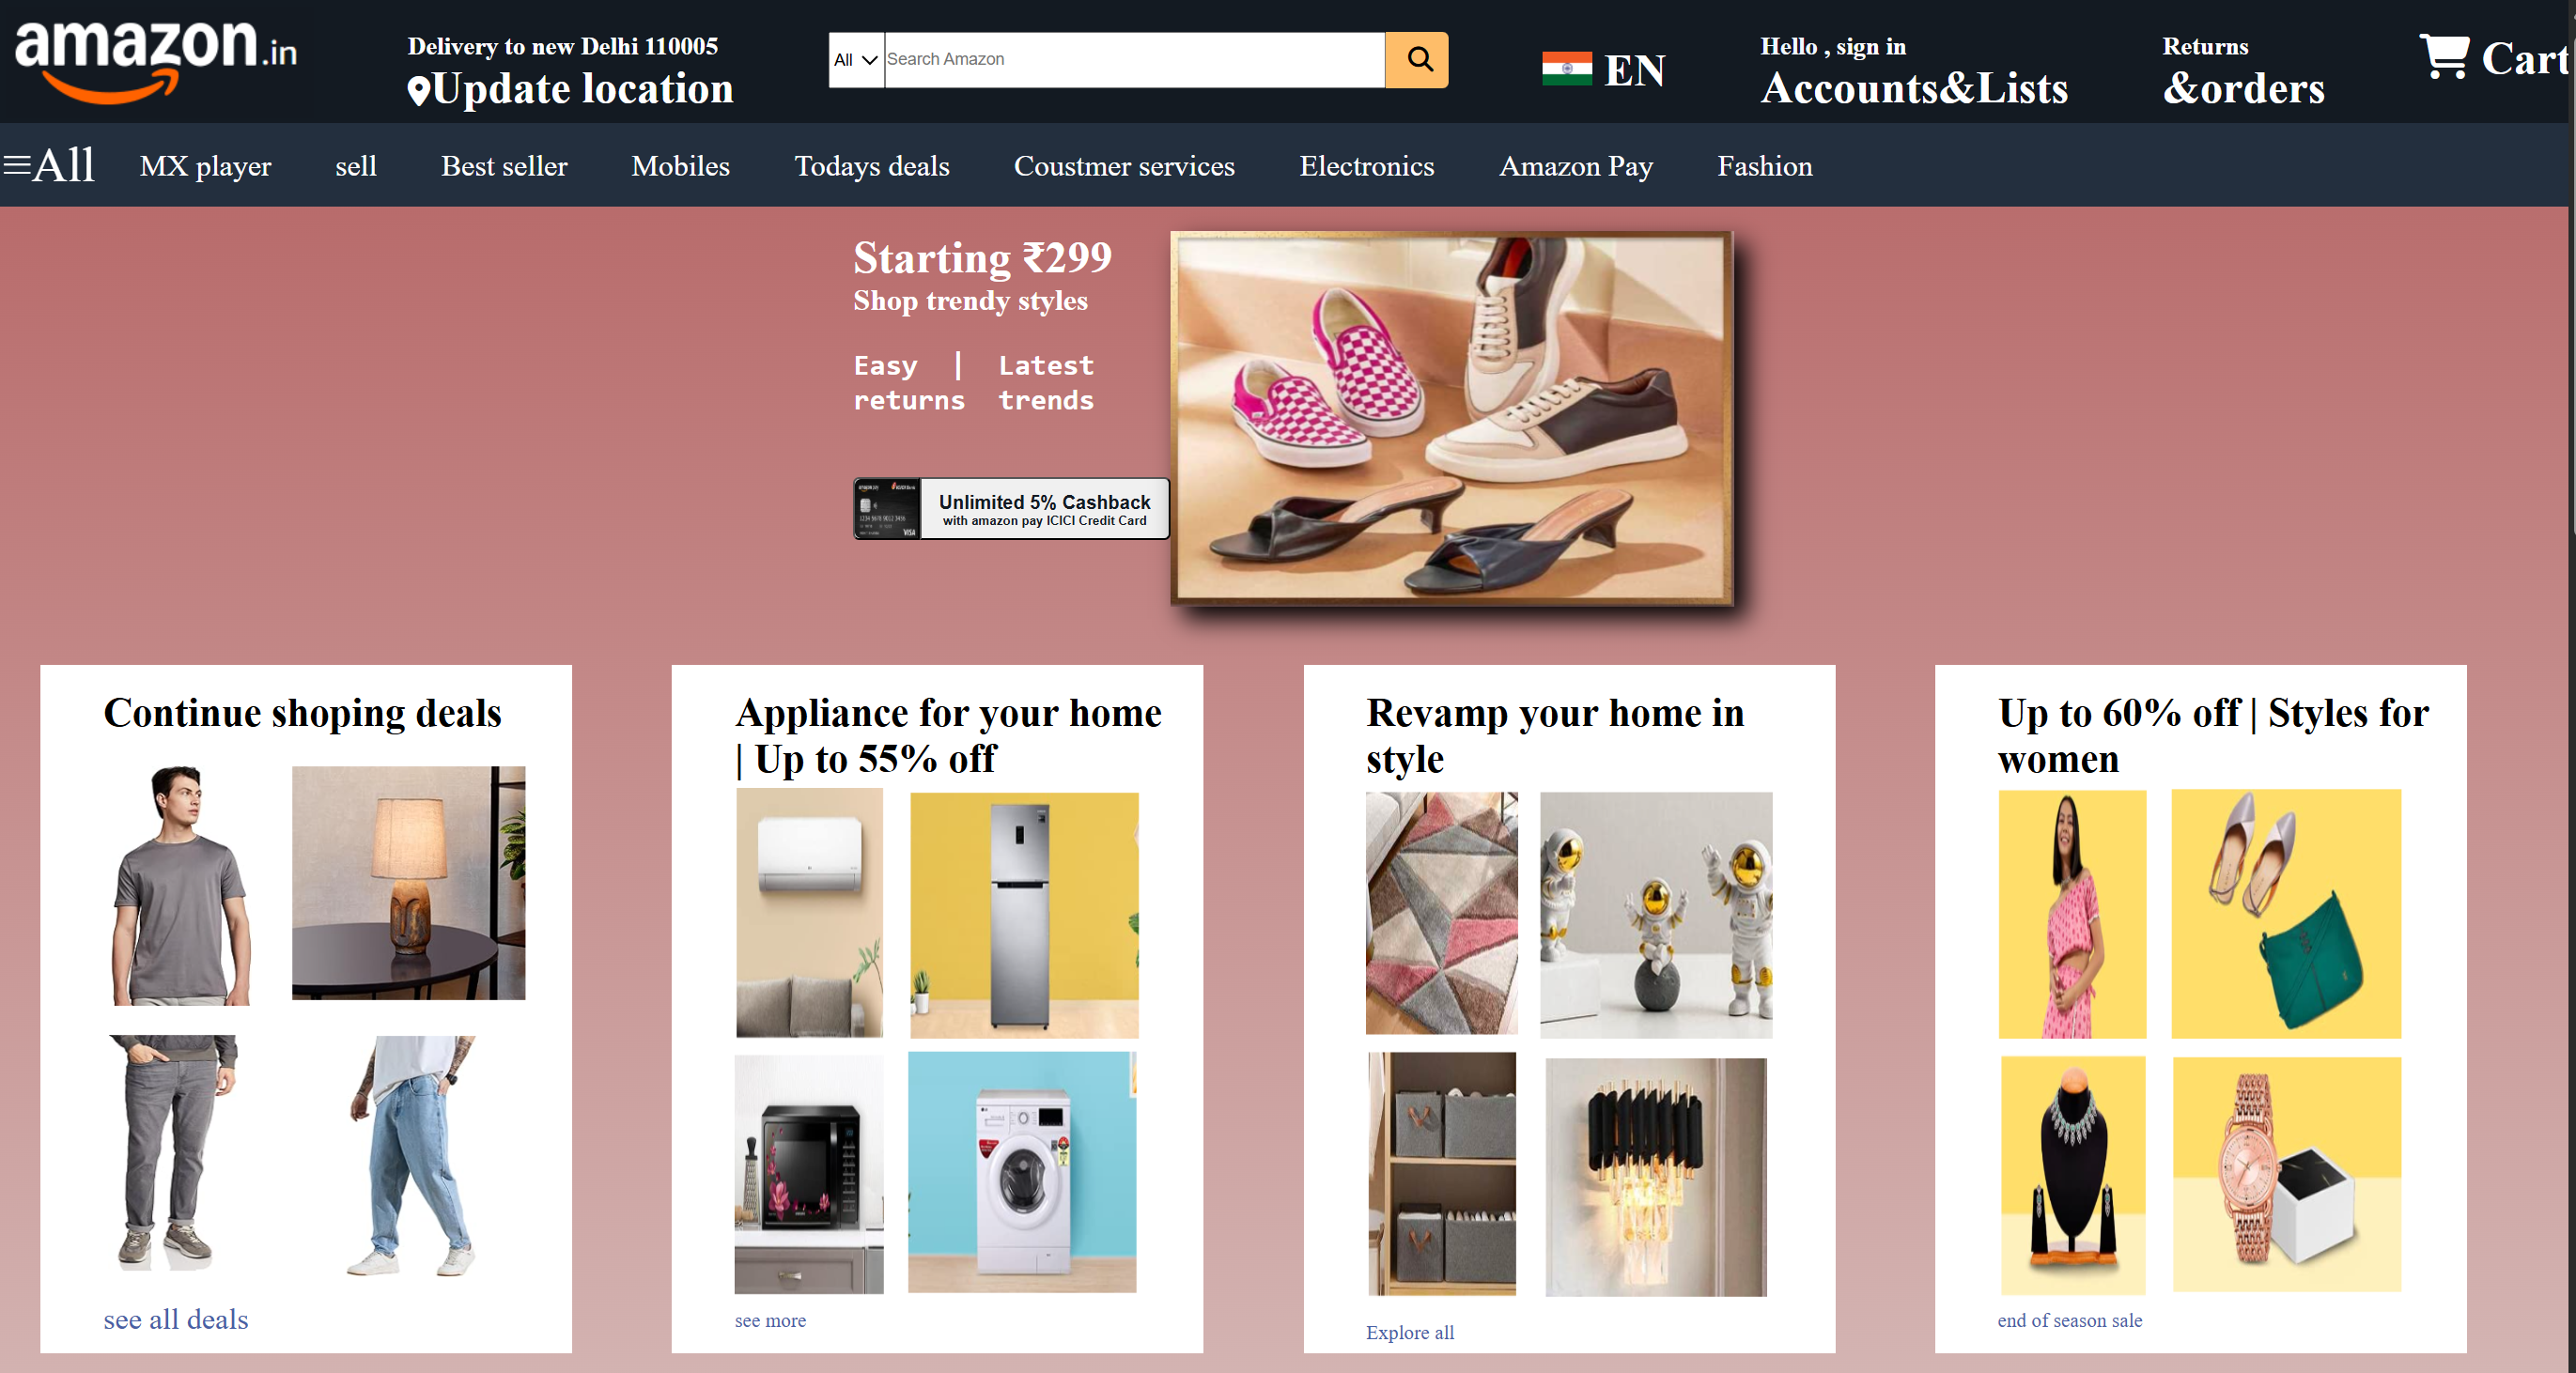 amazon.in
Delivery to new Delhi 110005
Update location
All
Search Amazon
EN
Hello , sign in
Accounts&Lists
Returns
&orders
Cart
All
MX player
sell
Best seller
Mobiles
Todays deals
Coustmer services
Electronics
Amazon Pay
Fashion
Starting ₹299
Shop trendy styles
Easy | Latest
returns trends
VISA
Unlimited 5% Cashback
with amazon pay ICICI Credit Card
Continue shoping deals
see all deals
Appliance for your home
| Up to 55% off
see more
Revamp your home in
style
Explore all
Up to 60% off | Styles for
women
end of season sale